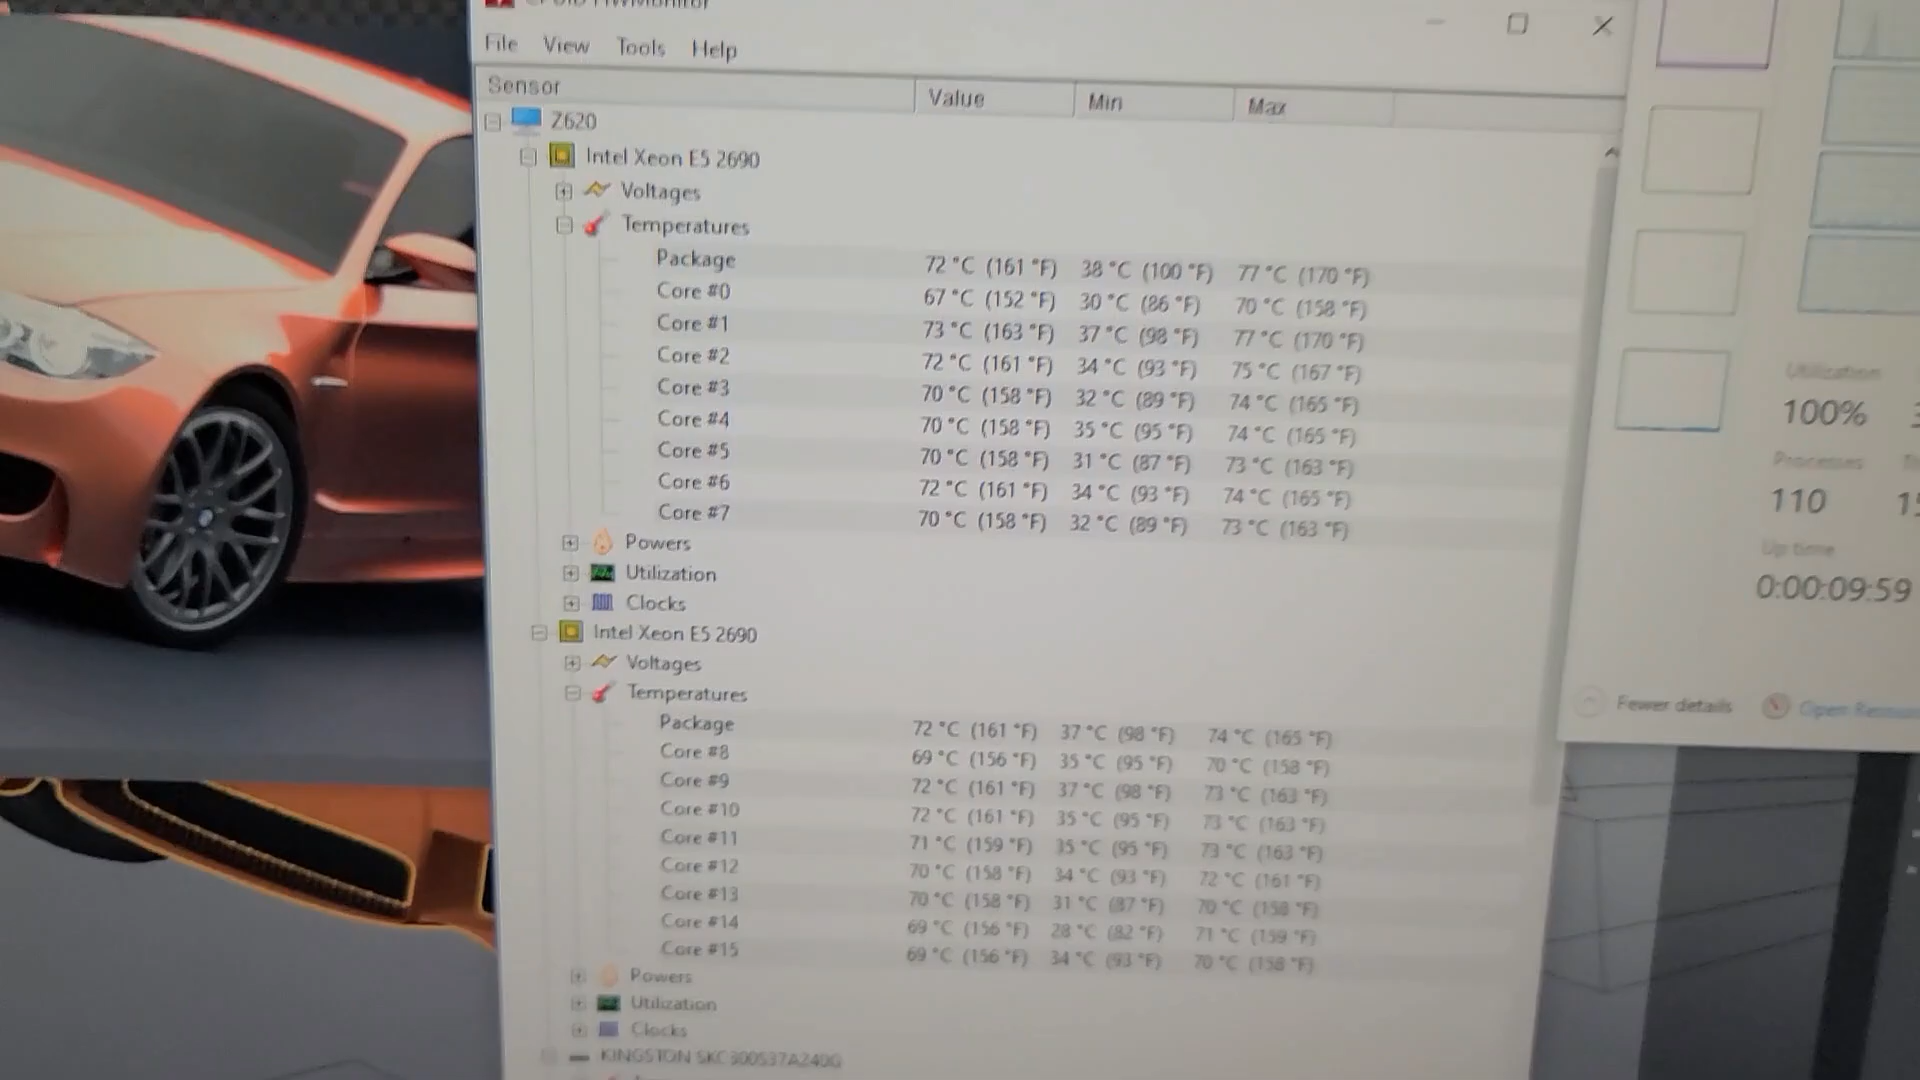 CPUID HWMonitor
File View Tools Help
Sensor Value Min Max
Z620
Intel Xeon E5 2690
Voltages
Temperatures
Package 72 °C (161 °F) 38 °C (100 °F) 77 °C (170 °F)
Core #0 67 °C (152 °F) 30 °C (86 °F) 70 °C (158 °F)
Core #1 73 °C (163 °F) 37 °C (98 °F) 77 °C (170 °F)
Core #2 72 °C (161 °F) 34 °C (93 °F) 75 °C (167 °F)
Core #3 70 °C (158 °F) 32 °C (89 °F) 74 °C (165 °F)
Core #4 70 °C (158 °F) 35 °C (95 °F) 74 °C (165 °F)
Core #5 70 °C (158 °F) 31 °C (87 °F) 73 °C (163 °F)
Core #6 72 °C (161 °F) 34 °C (93 °F) 74 °C (165 °F)
Core #7 70 °C (158 °F) 32 °C (89 °F) 73 °C (163 °F)
Powers
Utilization
Clocks
Intel Xeon E5 2690
Voltages
Temperatures
Package 72 °C (161 °F) 37 °C (98 °F) 74 °C (165 °F)
Core #8 69 °C (156 °F) 35 °C (95 °F) 70 °C (158 °F)
Core #9 72 °C (161 °F) 37 °C (98 °F) 73 °C (163 °F)
Core #10 72 °C (161 °F) 35 °C (95 °F) 73 °C (163 °F)
Core #11 71 °C (159 °F) 35 °C (95 °F) 73 °C (163 °F)
Core #12 70 °C (158 °F) 34 °C (93 °F) 72 °C (161 °F)
Core #13 70 °C (158 °F) 31 °C (87 °F) 70 °C (158 °F)
Core #14 69 °C (156 °F) 28 °C (82 °F) 71 °C (159 °F)
Core #15 69 °C (156 °F) 34 °C (93 °F) 70 °C (158 °F)
Powers
Utilization
Clocks
KINGSTON SKC300S37A240G
Utilization
100%
Processes
110
Up time
0:00:09:59
Fewer details Open